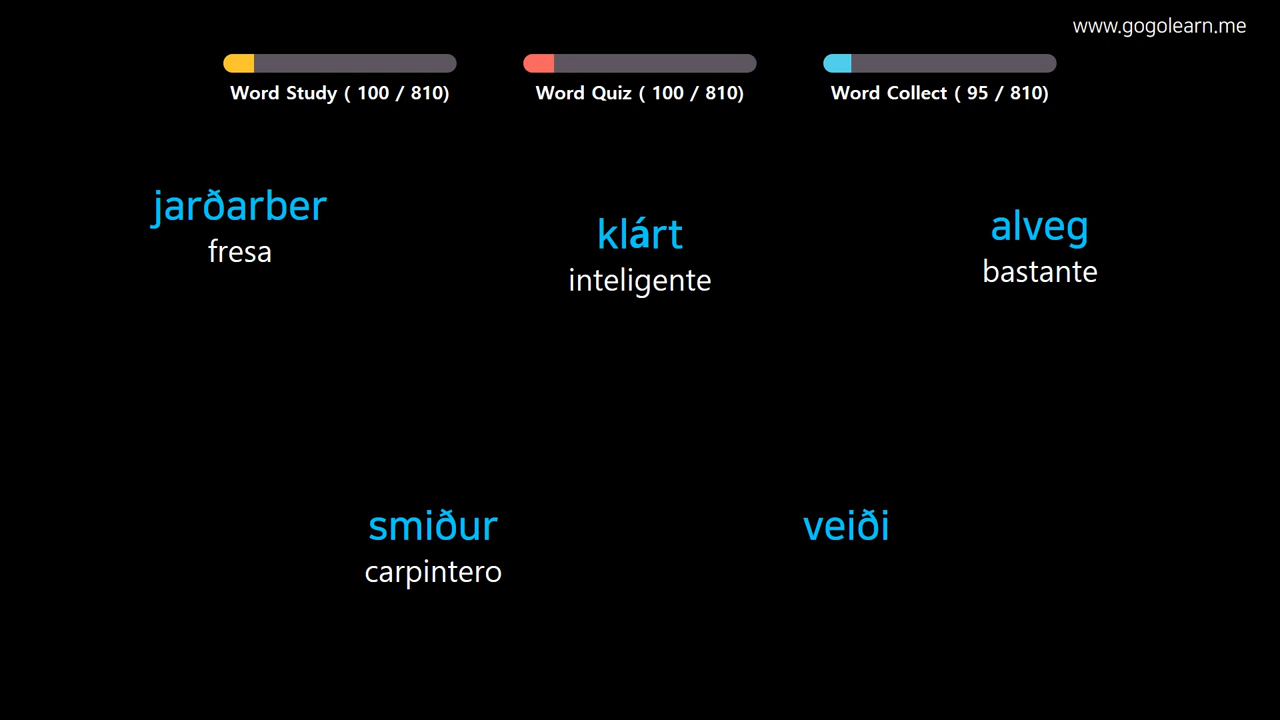 www.gogolearn.me
Word Study ( 100 / 810)
Word Quiz ( 100 / 810)
Word Collect ( 95 / 810)
jarðarber
fresa
klárt
inteligente
alveg
bastante
smiður
carpintero
veiði